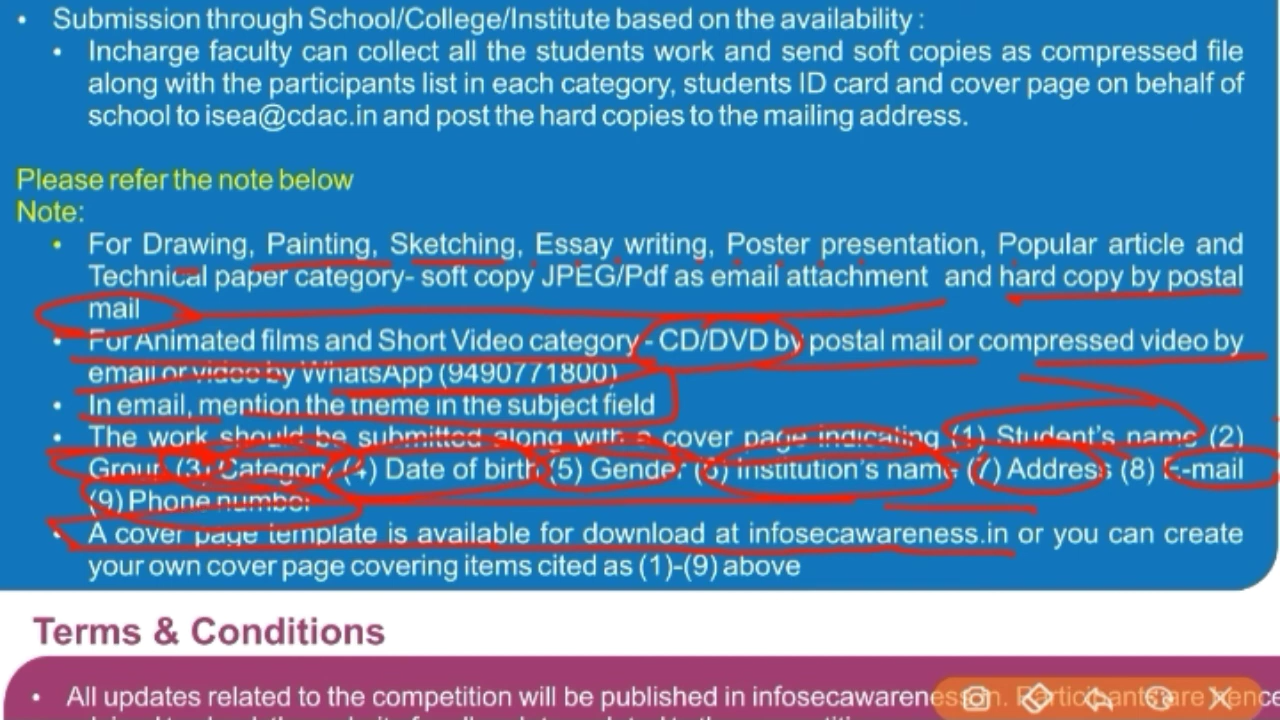 • Submission through School/College/Institute based on the availability :
• Incharge faculty can collect all the students work and send soft copies as compressed file
along with the participants list in each category, students ID card and cover page on behalf of
school to isea@cdac.in and post the hard copies to the mailing address.
Please refer the note below
Note:
• For Drawing, Painting, Sketching, Essay writing, Poster presentation, Popular article and
Technical paper category- soft copy JPEG/Pdf as email attachment and hard copy by postal
mail
• For Animated films and Short Video category - CD/DVD by postal mail or compressed video by
email or video by WhatsApp (9490771800)
• In email, mention the theme in the subject field
• The work should be submitted along with a cover page indicating (1) Student's name (2)
Group (3) Category (4) Date of birth (5) Gender (6) Institution's name (7) Address (8) E-mail
(9) Phone number
• A cover page template is available for download at infosecawareness.in or you can create
your own cover page covering items cited as (1)-(9) above
Terms & Conditions
• All updates related to the competition will be published in infosecawareness.in. Participants are hence